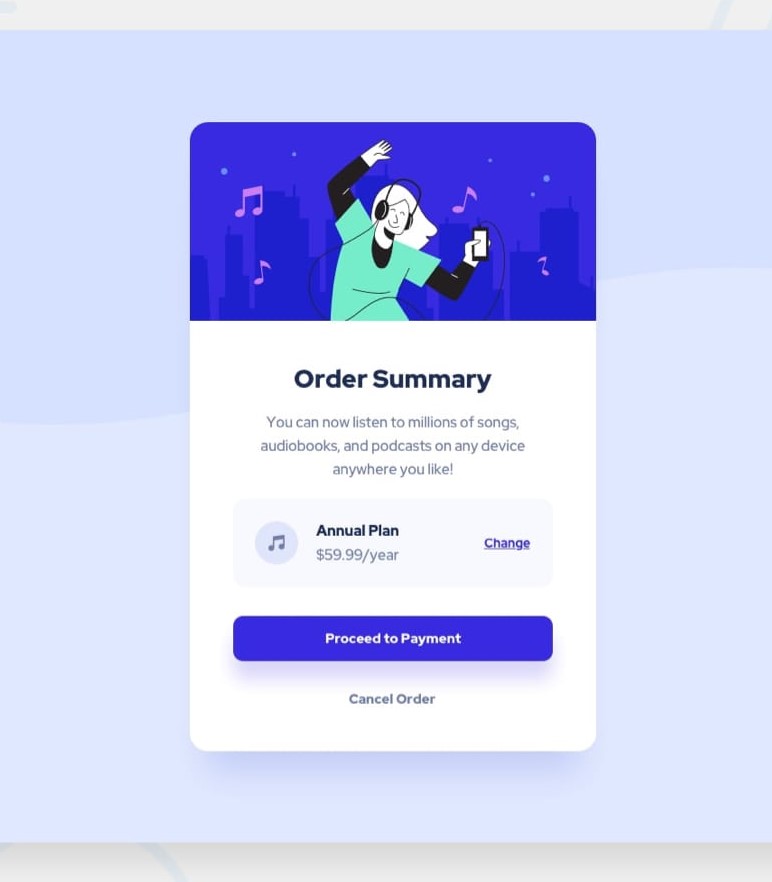 Order Summary
You can now listen to millions of songs,
audiobooks, and podcasts on any device
anywhere you like!
Annual Plan
$59.99/year
Change
Proceed to Payment
Cancel Order